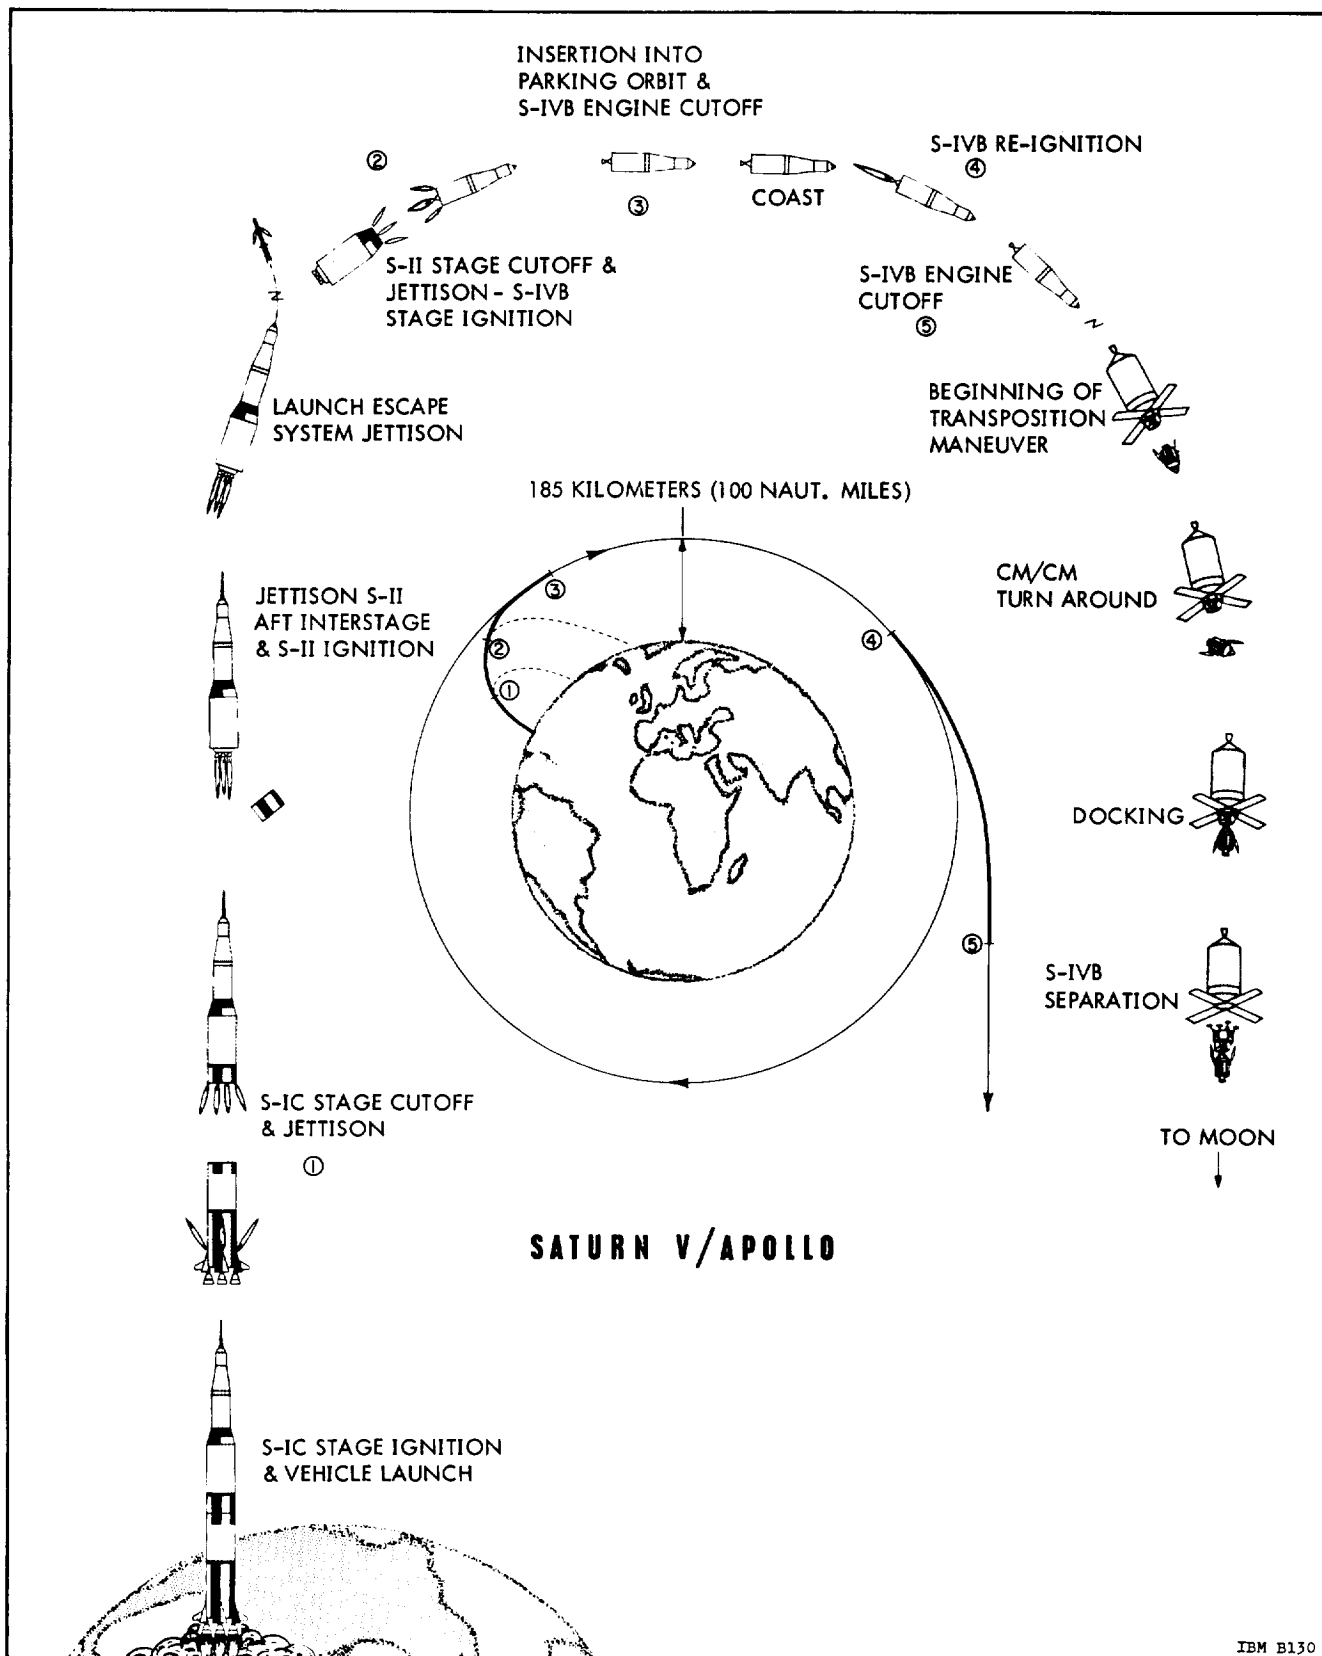 INSERTION INTO
PARKING ORBIT &
S-IVB ENGINE CUTOFF
②
③
COAST
S-IVB RE-IGNITION
④
S-II STAGE CUTOFF &
JETTISON - S-IVB
STAGE IGNITION
S-IVB ENGINE
CUTOFF
⑤
LAUNCH ESCAPE
SYSTEM JETTISON
BEGINNING OF
TRANSPOSITION
MANEUVER
185 KILOMETERS (100 NAUT. MILES)
JETTISON S-II
AFT INTERSTAGE
& S-II IGNITION
③
②
①
④
⑤
CM/CM
TURN AROUND
DOCKING
S-IVB
SEPARATION
S-IC STAGE CUTOFF
& JETTISON
①
TO MOON
SATURN V/APOLLO
S-IC STAGE IGNITION
& VEHICLE LAUNCH
IBM B130